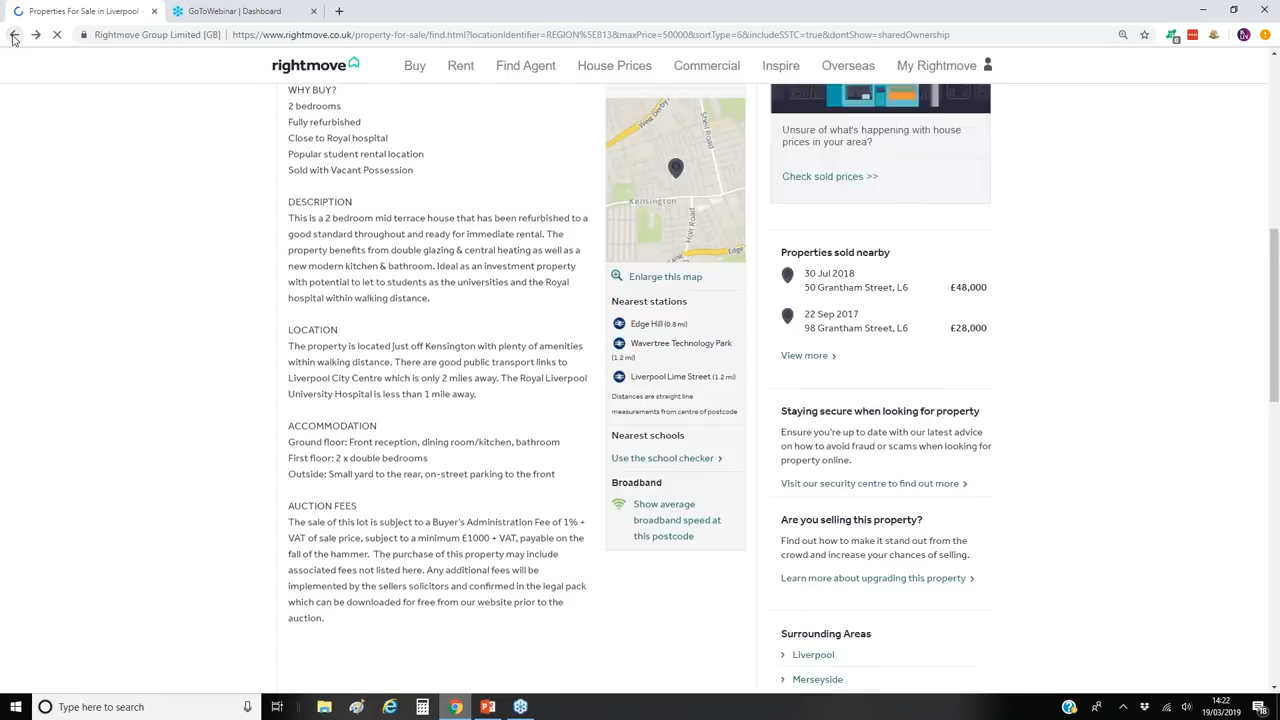 Properties For Sale in Liverpool
GoToWebinar | Dashboard
Rightmove Group Limited [GB]
https://www.rightmove.co.uk/property-for-sale/find.html?locationIdentifier=REGION%5E813&maxPrice=50000&sortType=6&includeSSTC=true&dontShow=sharedOwnership
rightmove
Buy
Rent
Find Agent
House Prices
Commercial
Inspire
Overseas
My Rightmove
WHY BUY?
2 bedrooms
Fully refurbished
Close to Royal hospital
Popular student rental location
Sold with Vacant Possession
DESCRIPTION
This is a 2 bedroom mid terrace house that has been refurbished to a
good standard throughout and ready for immediate rental. The
property benefits from double glazing & central heating as well as a
new modern kitchen & bathroom. Ideal as an investment property
with potential to let to students as the universities and the Royal
hospital within walking distance.
LOCATION
The property is located just off Kensington with plenty of amenities
within walking distance. There are good public transport links to
Liverpool City Centre which is only 2 miles away. The Royal Liverpool
University Hospital is less than 1 mile away.
ACCOMMODATION
Ground floor: Front reception, dining room/kitchen, bathroom
First floor: 2 x double bedrooms
Outside: Small yard to the rear, on-street parking to the front
AUCTION FEES
The sale of this lot is subject to a Buyer's Administration Fee of 1% +
VAT of sale price, subject to a minimum £1000 + VAT, payable on the
fall of the hammer. The purchase of this property may include
associated fees not listed here. Any additional fees will be
implemented by the sellers solicitors and confirmed in the legal pack
which can be downloaded for free from our website prior to the
auction.
West Derby
Sheil Road
Kensington
Holt Road
Lane
Edge
Enlarge this map
Nearest stations
Edge Hill (0.8 mi)
Wavertree Technology Park
(1.2 mi)
Liverpool Lime Street (1.2 mi)
Distances are straight line
measurements from centre of postcode
Nearest schools
Use the school checker
Broadband
Show average
broadband speed at
this postcode
Unsure of what's happening with house
prices in your area?
Check sold prices >>
Properties sold nearby
30 Jul 2018
50 Grantham Street, L6 £48,000
22 Sep 2017
98 Grantham Street, L6 £28,000
View more
Staying secure when looking for property
Ensure you're up to date with our latest advice
on how to avoid fraud or scams when looking for
property online.
Visit our security centre to find out more
Are you selling this property?
Find out how to make it stand out from the
crowd and increase your chances of selling.
Learn more about upgrading this property
Surrounding Areas
Liverpool
Merseyside
Type here to search
14:22
19/03/2019
18